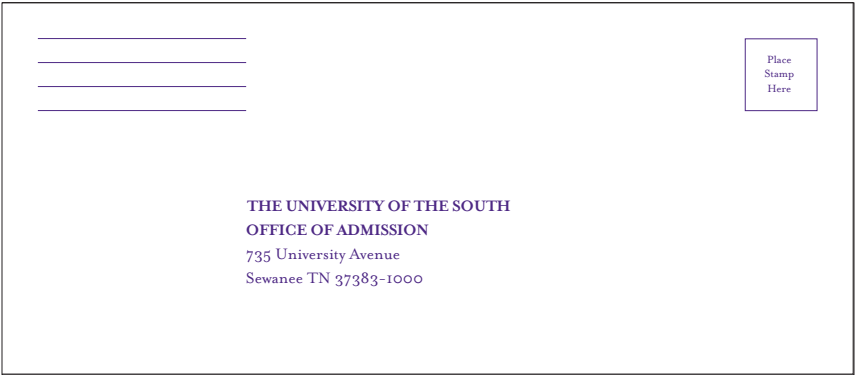 Place
Stamp
Here
THE UNIVERSITY OF THE SOUTH
OFFICE OF ADMISSION
735 University Avenue
Sewanee TN 37383-1000